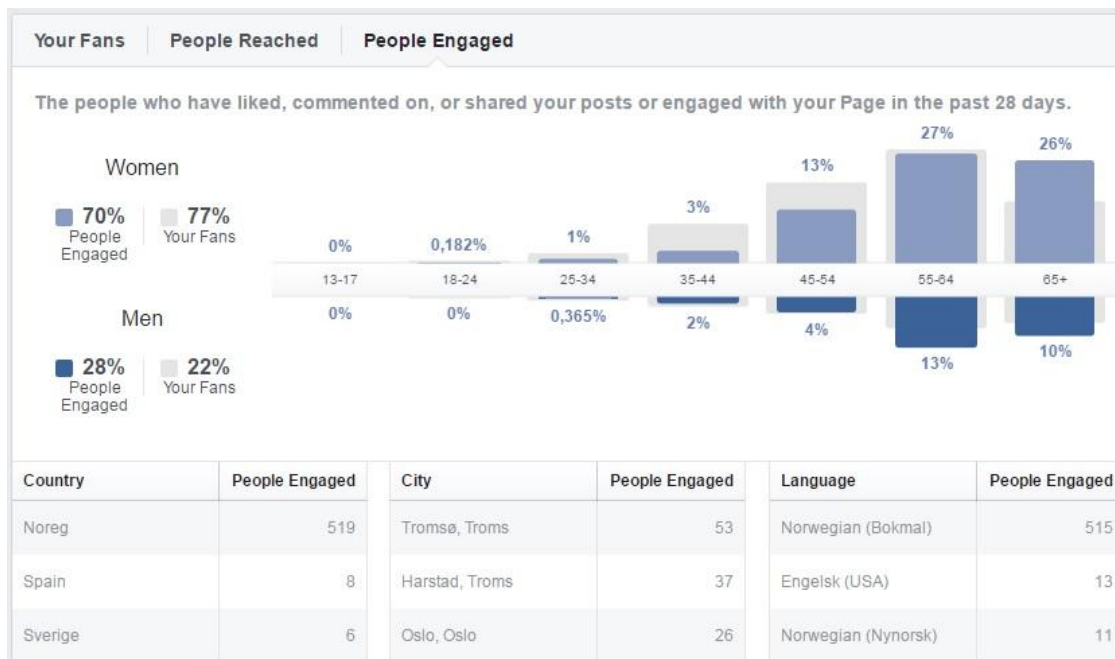 Your Fans People Reached People Engaged
The people who have liked, commented on, or shared your posts or engaged with your Page in the past 28 days.
Women
70% People Engaged
77% Your Fans
0% 0,182% 1% 3% 13% 27% 26%
13-17 18-24 25-34 35-44 45-54 55-64 65+
0% 0% 0,365% 2% 4% 13% 10%
Men
28% People Engaged
22% Your Fans
Country People Engaged City People Engaged Language People Engaged
Noreg 519 Tromsø, Troms 53 Norwegian (Bokmal) 515
Spain 8 Harstad, Troms 37 Engelsk (USA) 13
Sverige 6 Oslo, Oslo 26 Norwegian (Nynorsk) 11